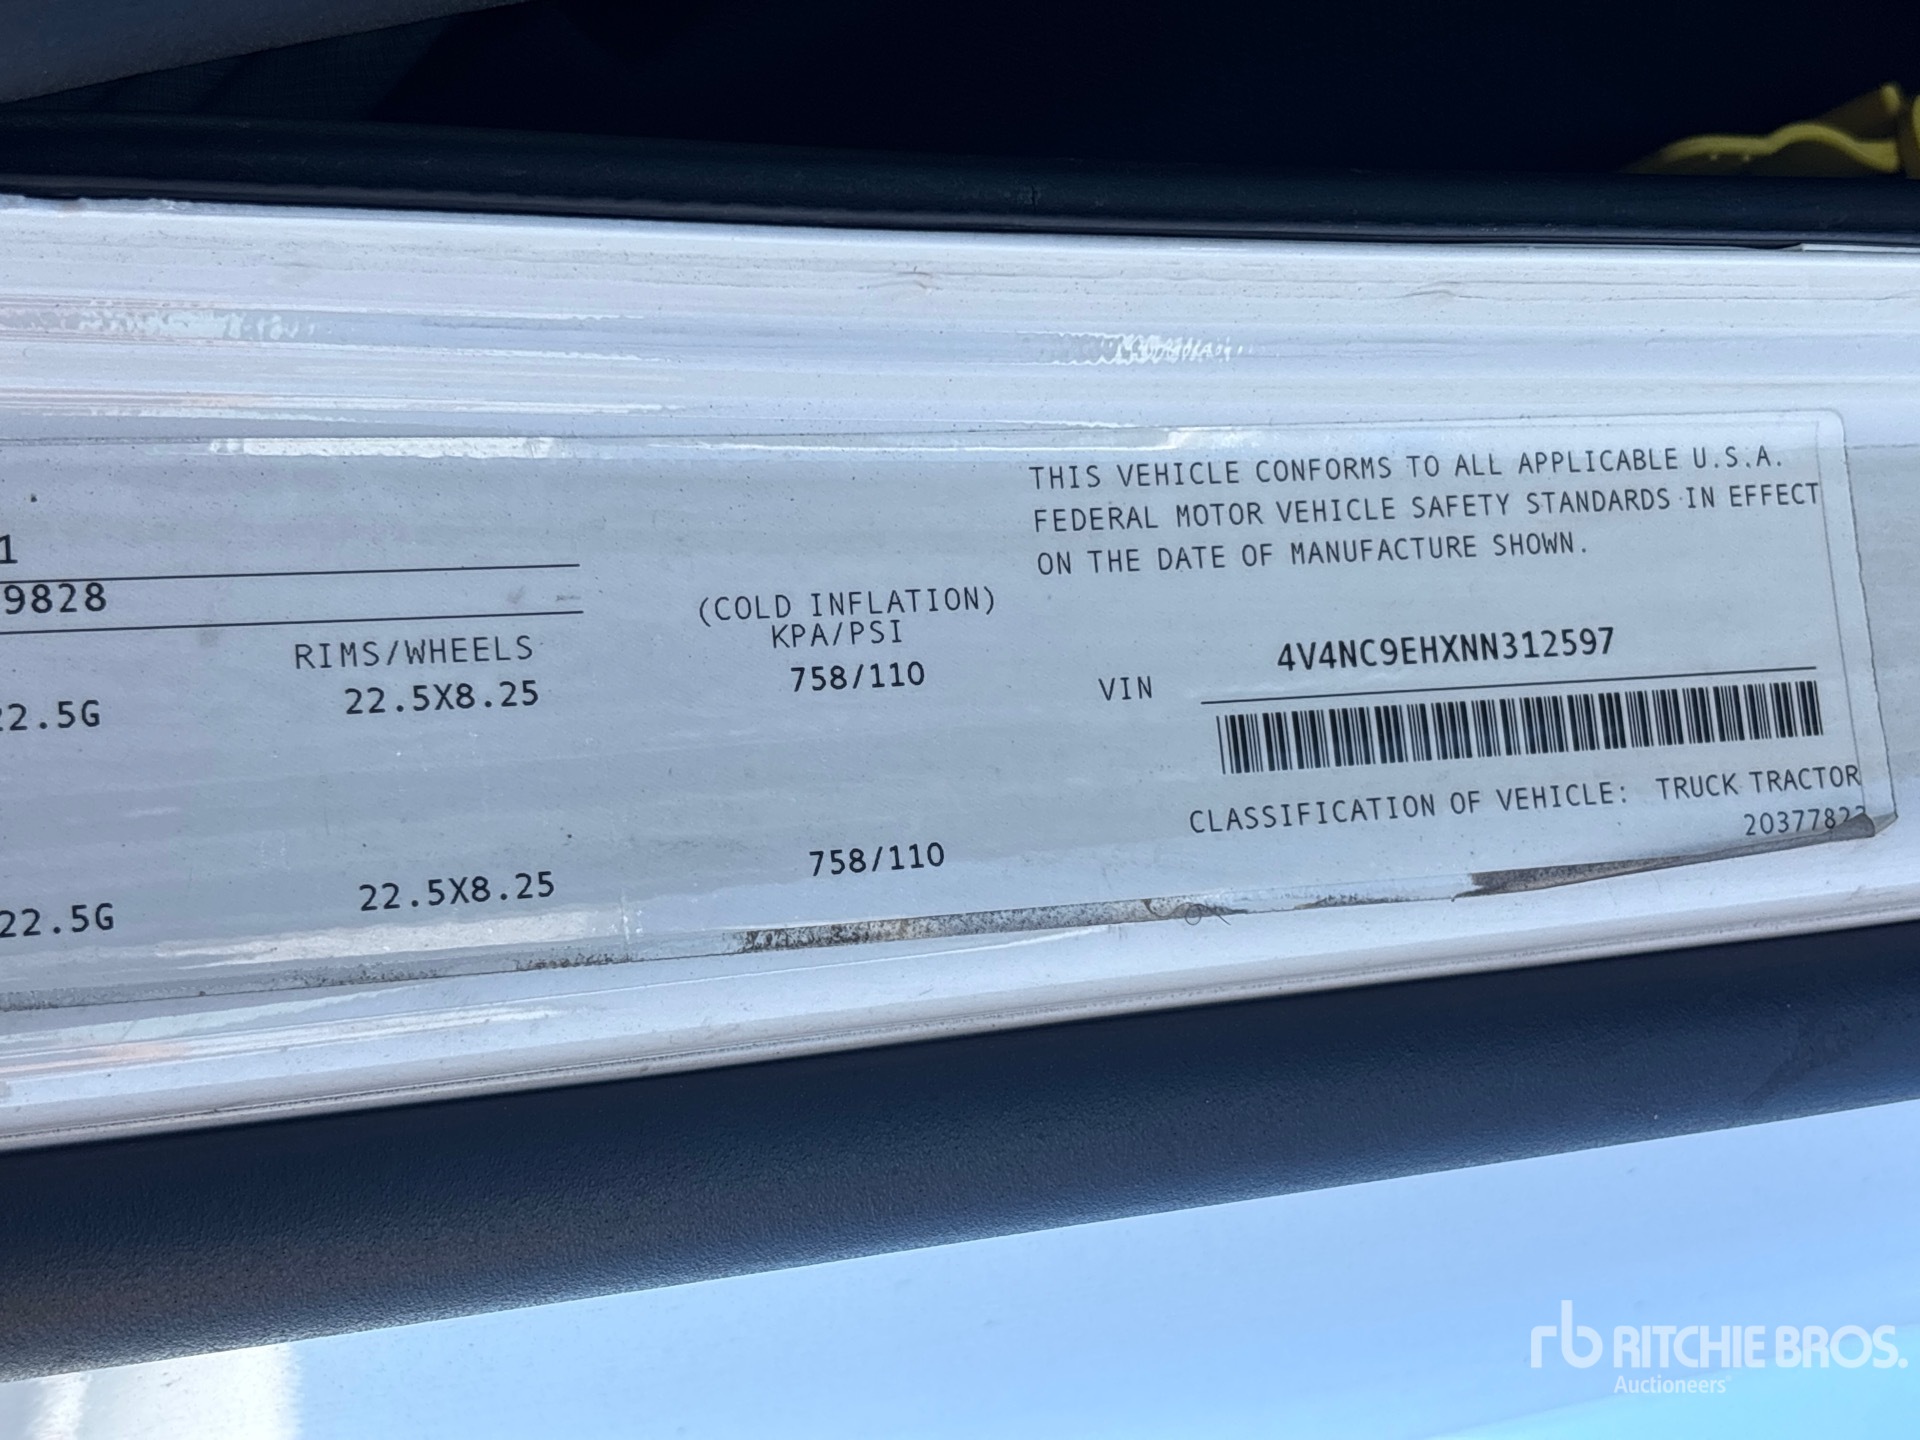 THIS VEHICLE CONFORMS TO ALL APPLICABLE U.S.A.
FEDERAL MOTOR VEHICLE SAFETY STANDARDS IN EFFECT
ON THE DATE OF MANUFACTURE SHOWN.
1
9828
RIMS/WHEELS
(COLD INFLATION)
KPA/PSI
22.5G
22.5X8.25
758/110
VIN
4V4NC9EHXNN312597
CLASSIFICATION OF VEHICLE: TRUCK TRACTOR
22.5G
22.5X8.25
758/110
rb RITCHIE BROS.
Auctioneers